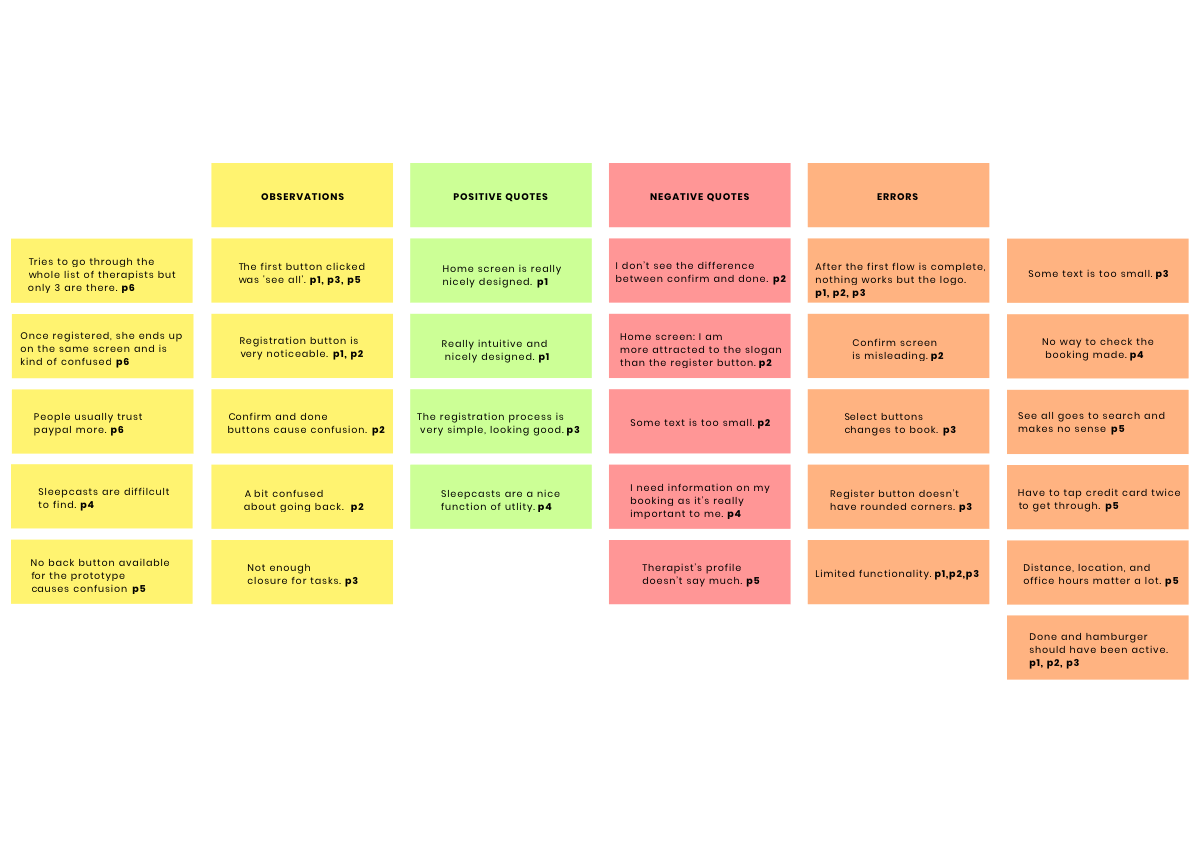 OBSERVATIONS
POSITIVE QUOTES
NEGATIVE QUOTES
ERRORS
Tries to go through the
whole list of therapists but
only 3 are there. p6
Once registered, she ends up
on the same screen and is
kind of confused p6
People usually trust
paypal more. p6
Sleepcasts are diffilcult
to find. p4
No back button available
for the prototype
causes confusion p5
The first button clicked
was 'see all'. p1, p3, p5
Registration button is
very noticeable. p1, p2
Confirm and done
buttons cause confusion. p2
A bit confused
about going back. p2
Not enough
closure for tasks. p3
Home screen is really
nicely designed. p1
Really intuitive and
nicely designed. p1
The registration process is
very simple, looking good. p3
Sleepcasts are a nice
function of utlity. p4
I don't see the difference
between confirm and done. p2
Home screen: I am
more attracted to the slogan
than the register button. p2
Some text is too small. p2
I need information on my
booking as it's really
important to me. p4
Therapist's profile
doesn't say much. p5
After the first flow is complete,
nothing works but the logo.
p1, p2, p3
Confirm screen
is misleading. p2
Select buttons
changes to book. p3
Register button doesn't
have rounded corners. p3
Limited functionality. p1,p2,p3
Some text is too small. p3
No way to check the
booking made. p4
See all goes to search and
makes no sense p5
Have to tap credit card twice
to get through. p5
Distance, location, and
office hours matter a lot. p5
Done and hamburger
should have been active.
p1, p2, p3